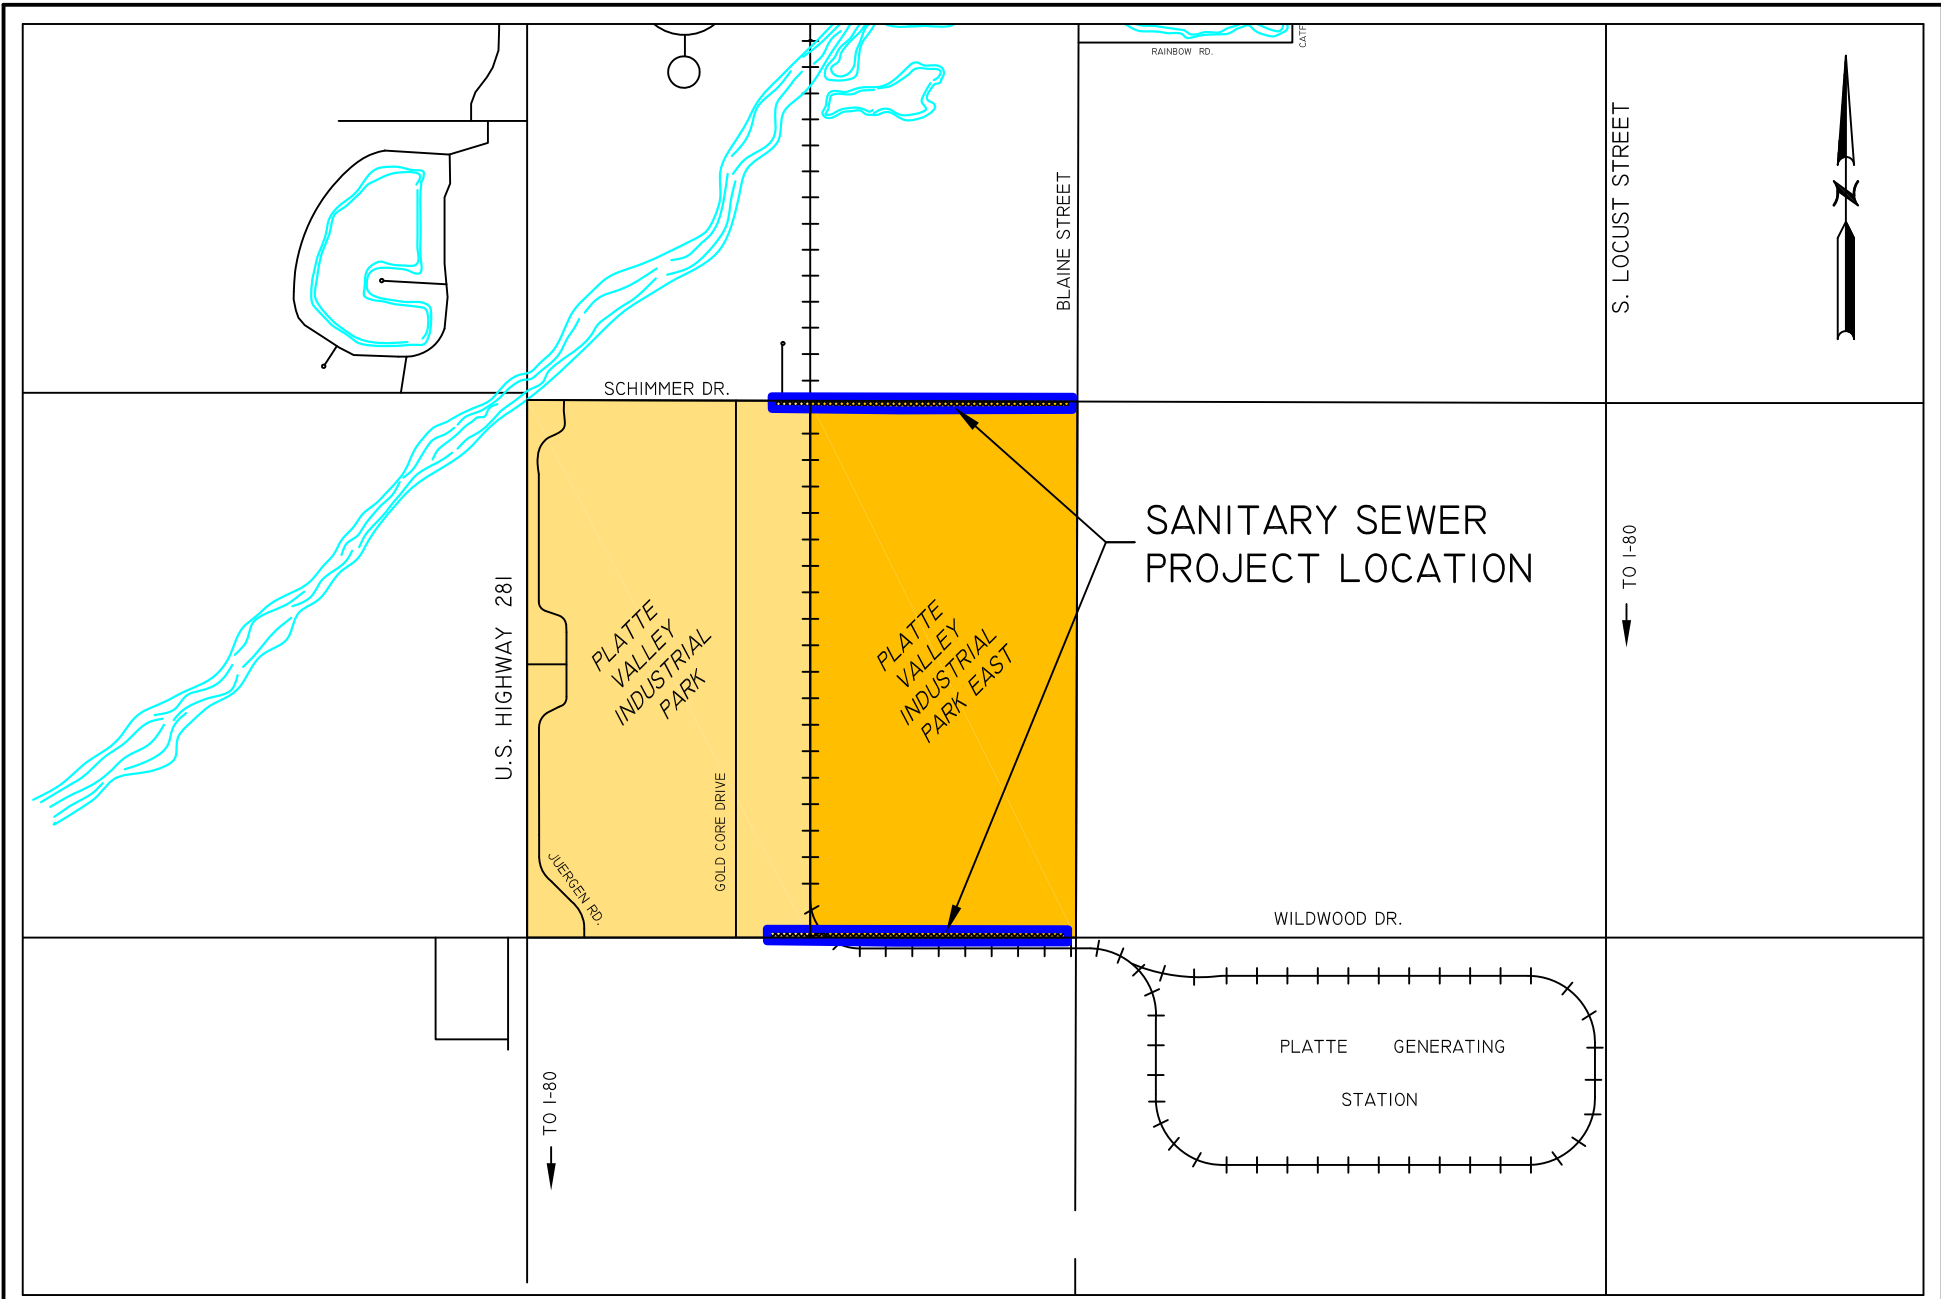 RAINBOW RD.
CATF
S. LOCUST STREET
BLAINE STREET
N
SCHIMMER DR.
SANITARY SEWER
PROJECT LOCATION
TO I-80
U.S. HIGHWAY 281
PLATTE
VALLEY
INDUSTRIAL
PARK
PLATTE
VALLEY
INDUSTRIAL
PARK EAST
GOLD CORE DRIVE
JUERGEN RD.
WILDWOOD DR.
PLATTE GENERATING
STATION
TO I-80